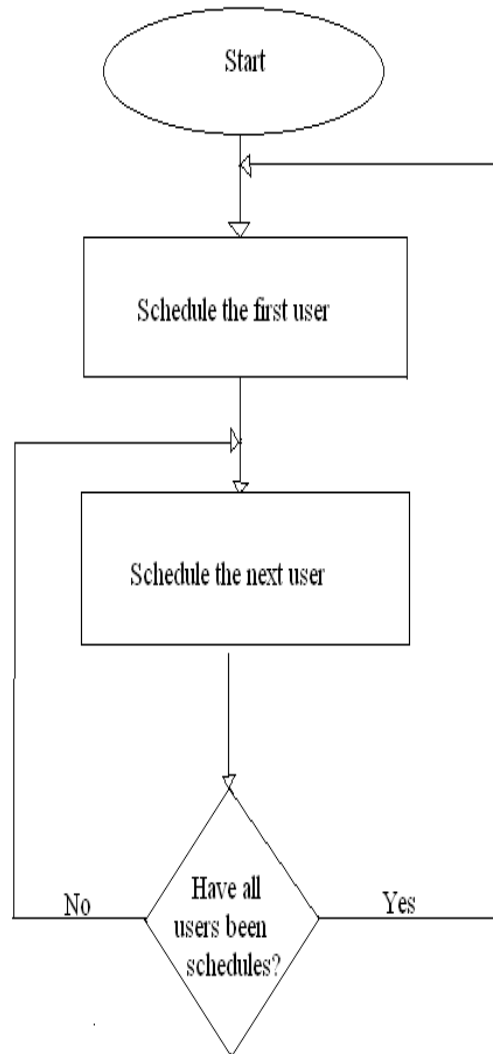 Start
Schedule the first user
Schedule the next user
Have all
users been
schedules?
No
Yes